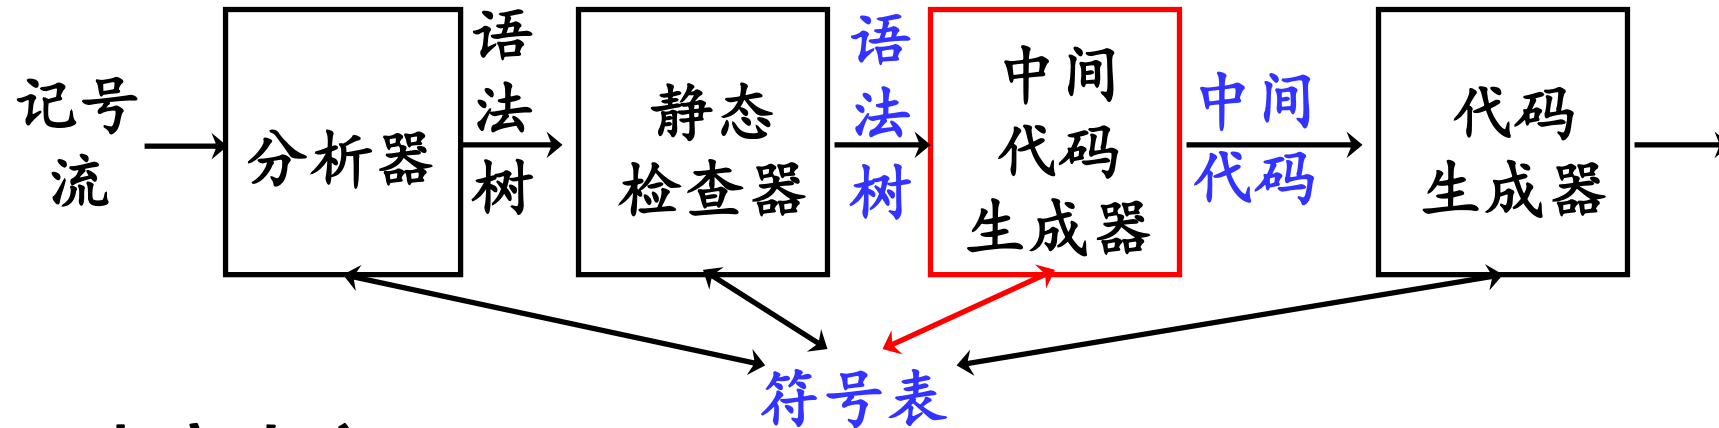 记号
流
分析器
语
法
树
静态
检查器
语
法
树
中间
代码
生成器
中间
代码
代码
生成器
符号表